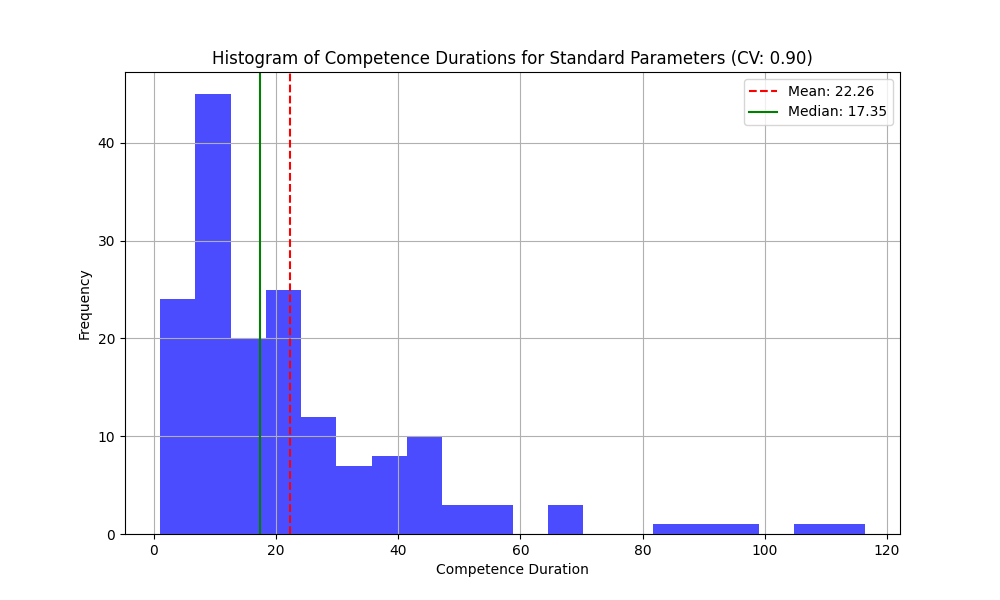 Histogram of Competence Durations for Standard Parameters (CV: 0.90)
Mean: 22.26
Median: 17.35
Frequency
40
30
20
10
0
0 20 40 60 80 100 120
Competence Duration